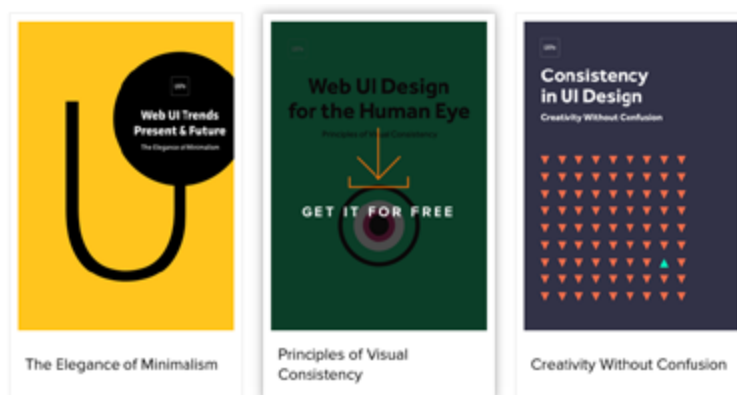 Web UI Trends
Present & Future
The Elegance of Minimalism
The Elegance of Minimalism
Web UI Design
for the Human Eye
Principles of Visual Consistency
GET IT FOR FREE
Principles of Visual
Consistency
Consistency
in UI Design
Creativity Without Confusion
Creativity Without Confusion